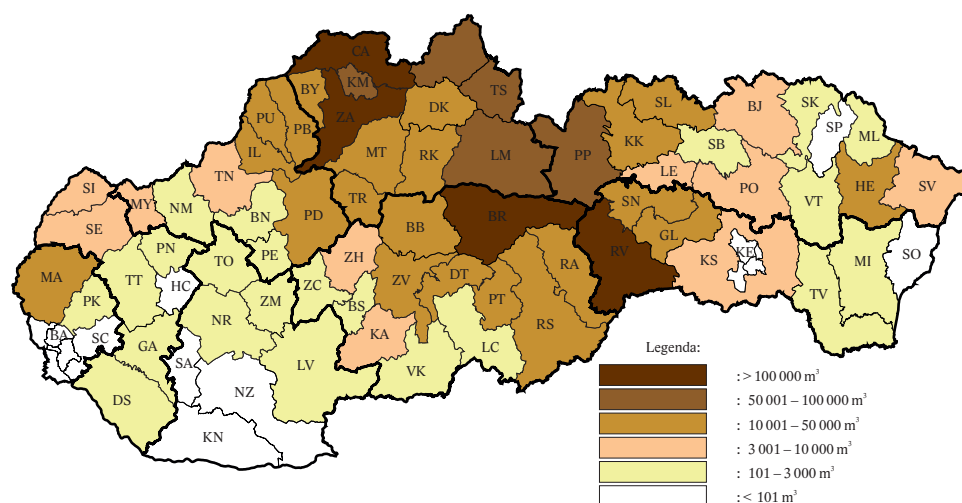 CA
KM
TS
BY
ZA
DK
SL
BJ
SK
SP
ML
PU
PB
IL
MT
RK
LM
PP
KK
SB
LE
PO
HE
SV
SI
MY
TN
NM
BN
PD
TR
SE
BB
BR
SN
GL
RV
VT
PN
TO
PE
ZH
KS
KE
MI
SO
MA
TT
HC
ZC
BS
ZV
DT
RA
PT
TV
PK
ZM
NR
RS
BA
SC
GA
KA
LC
SA
LV
VK
DS
NZ
KN
Legenda:
:> 100 000 m³
: 50 001 – 100 000 m³
: 10 001 – 50 000 m³
: 3 001 – 10 000 m³
: 101 – 3 000 m³
:< 101 m³